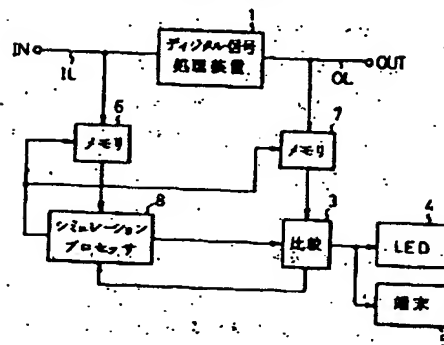 1
IN
ディジタル信号
処理装置
OUT
IL
OL
6
7
メモリ
メモリ
8
3
4
シミュレーション
プロセッサ
比較
LED
端末
5